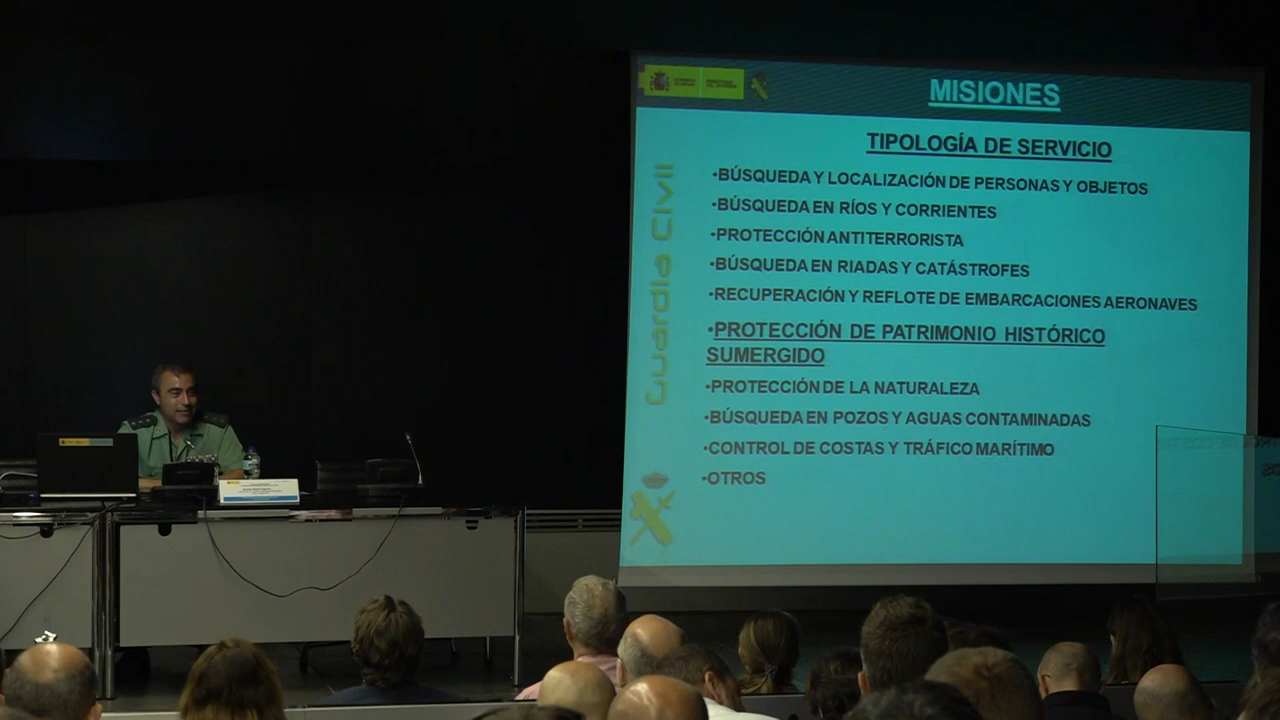 MISIONES
TIPOLOGÍA DE SERVICIO
•BÚSQUEDA Y LOCALIZACIÓN DE PERSONAS Y OBJETOS
•BÚSQUEDA EN RÍOS Y CORRIENTES
•PROTECCIÓN ANTITERRORISTA
•BÚSQUEDA EN RIADAS Y CATÁSTROFES
•RECUPERACIÓN Y REFLOTE DE EMBARCACIONES AERONAVES
•PROTECCIÓN DE PATRIMONIO HISTÓRICO
SUMERGIDO
•PROTECCIÓN DE LA NATURALEZA
•BÚSQUEDA EN POZOS Y AGUAS CONTAMINADAS
•CONTROL DE COSTAS Y TRÁFICO MARÍTIMO
•OTROS
Guardia Civil